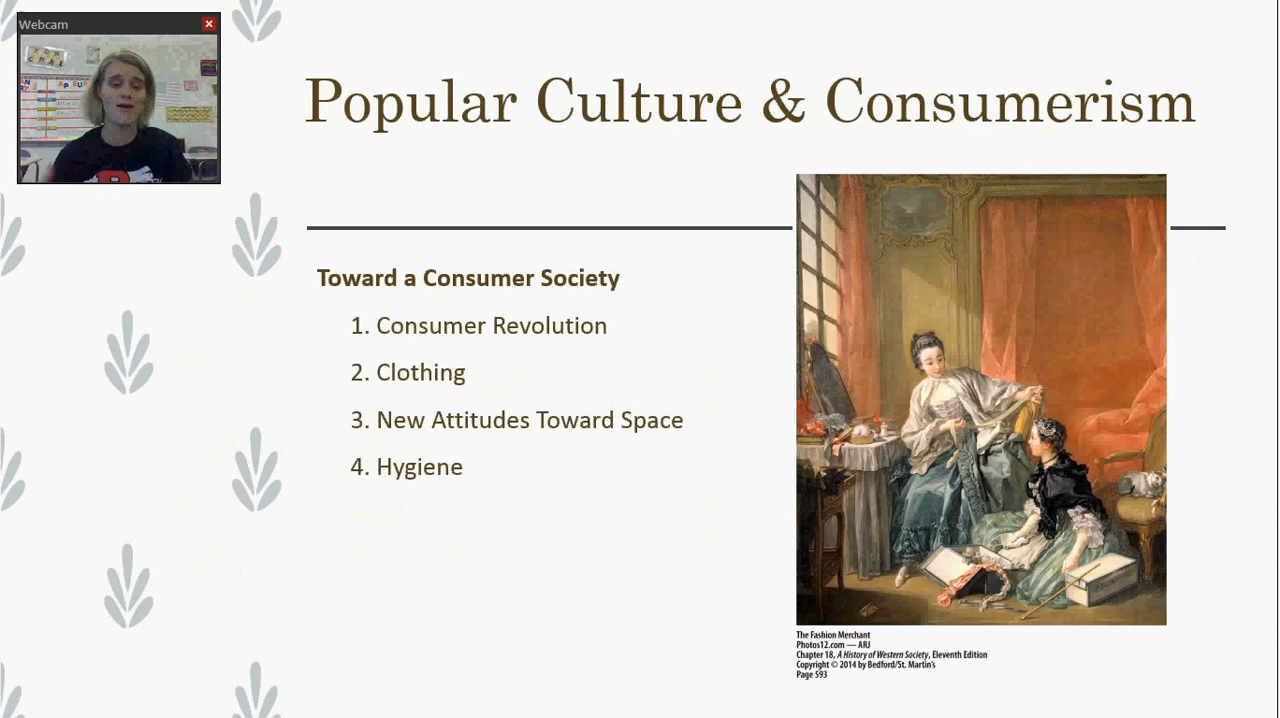 Webcam
Popular Culture & Consumerism
Toward a Consumer Society
1. Consumer Revolution
2. Clothing
3. New Attitudes Toward Space
4. Hygiene
The Fashion Merchant
Photos12.com — ARJ
Chapter 18, A History of Western Society, Eleventh Edition
Copyright © 2014 by Bedford/St. Martin's
Page 593